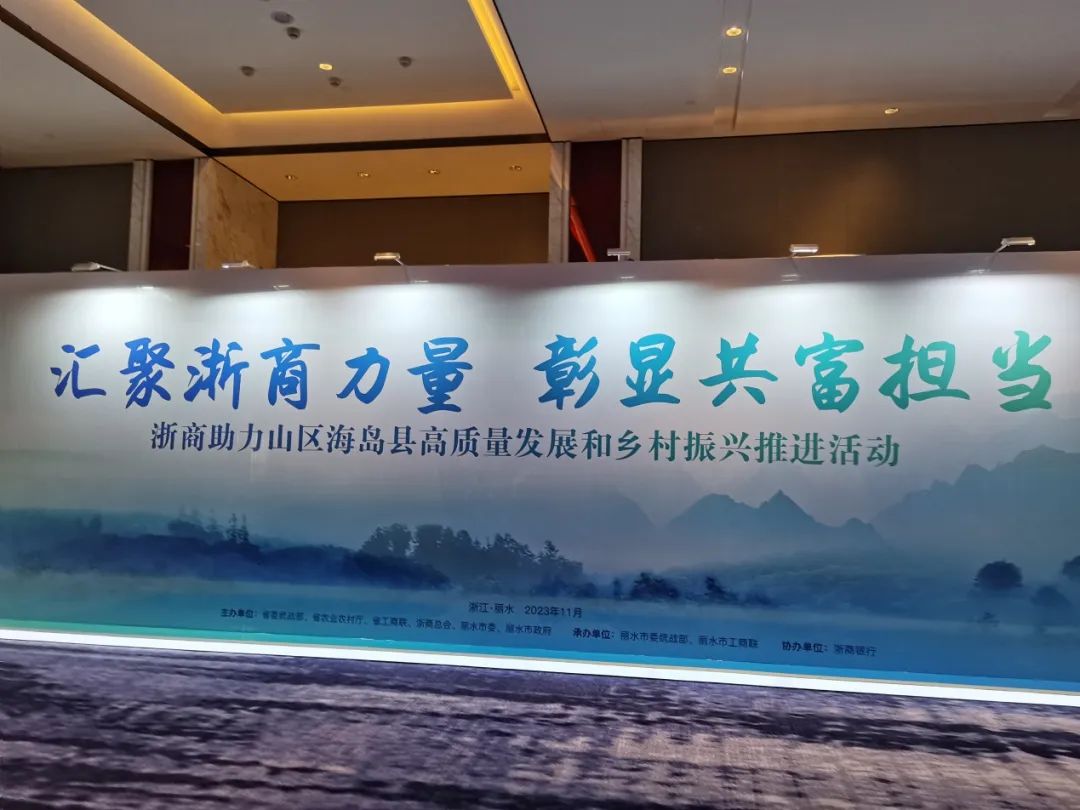 汇聚浙商力量 彰显共富担当
浙商助力山区海岛县高质量发展和乡村振兴推进活动
浙江·丽水 2023年11月
主办单位：省委统战部、省农业农村厅、省工商联、浙商总会、丽水市委、丽水市政府 承办单位：丽水市委统战部、丽水市工商联 协办单位：浙商银行